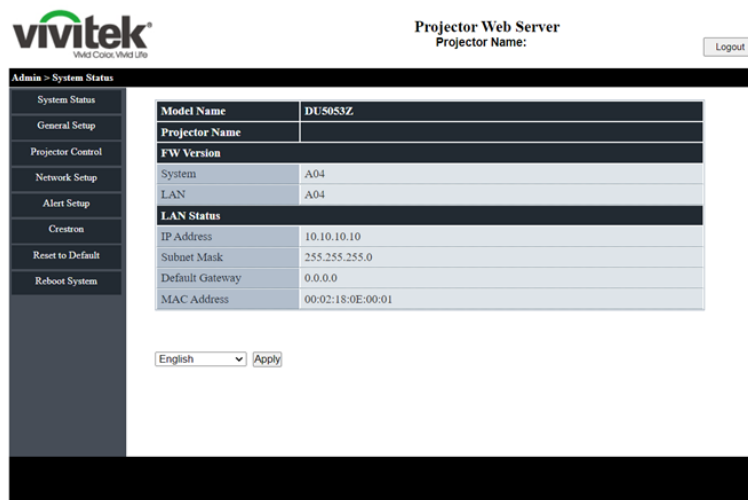 vivitek
Vivid Color, Vivid Life
Projector Web Server
Projector Name:
Logout
Admin > System Status
System Status
General Setup
Projector Control
Network Setup
Alert Setup
Crestron
Reset to Default
Reboot System
Model Name DU5053Z
Projector Name
FW Version
System A04
LAN A04
LAN Status
IP Address 10.10.10.10
Subnet Mask 255.255.255.0
Default Gateway 0.0.0.0
MAC Address 00:02:18:0E:00:01
English Apply